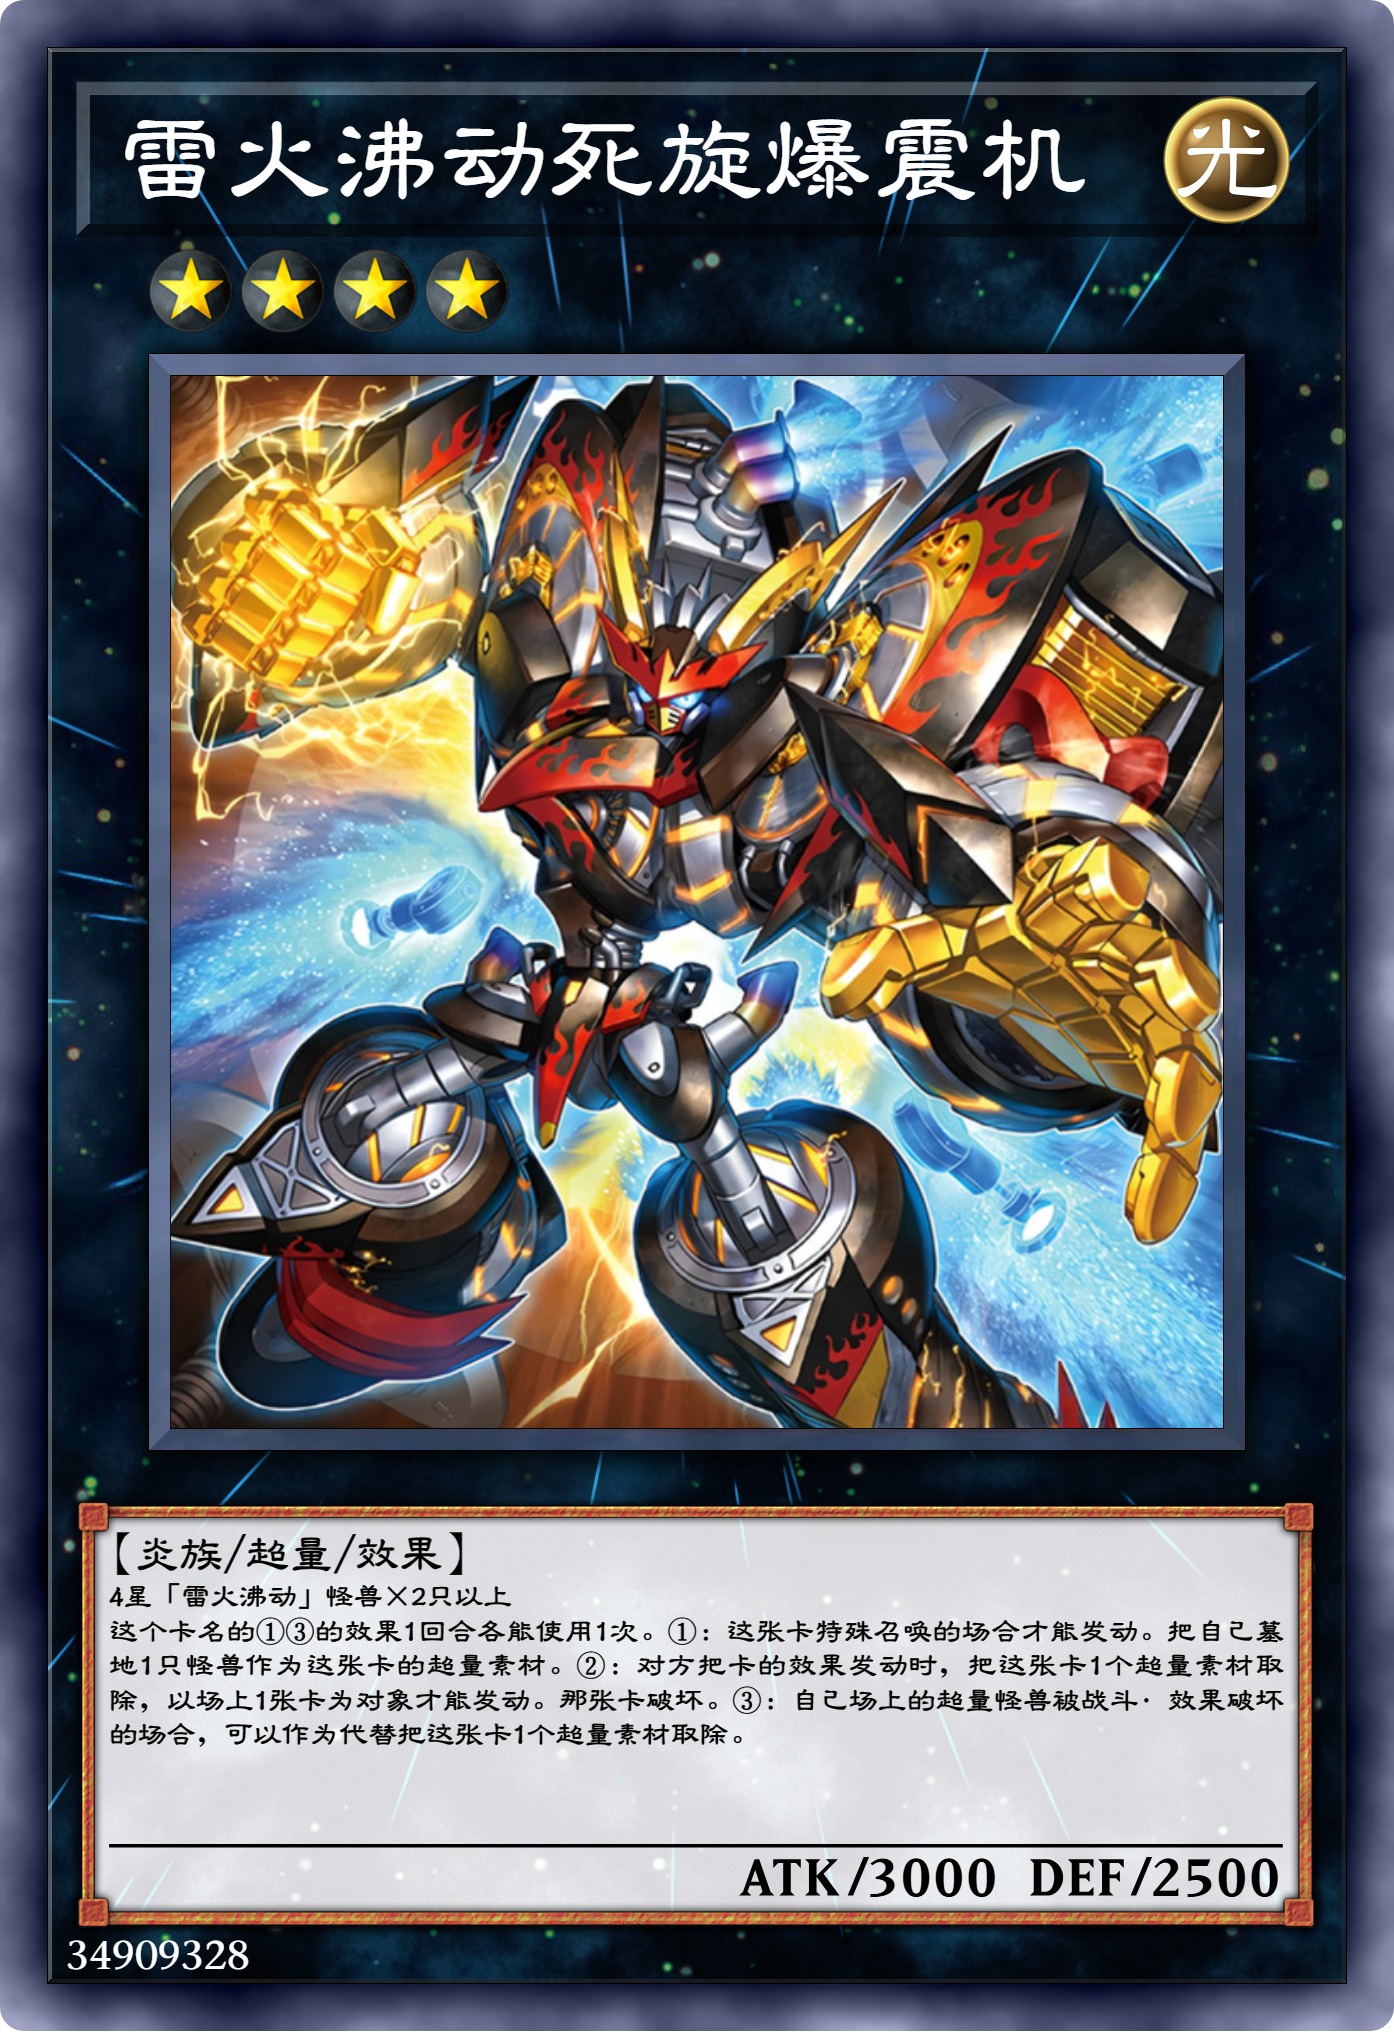 雷火沸动死旋爆震机
光
【炎族/超量/效果】
4星「雷火沸动」怪兽×2只以上
这个卡名的①③的效果1回合各能使用1次。①：这张卡特殊召唤的场合才能发动。把自己墓
地1只怪兽作为这张卡的超量素材。②：对方把卡的效果发动时，把这张卡1个超量素材取
除，以场上1张卡为对象才能发动。那张卡破坏。③：自己场上的超量怪兽被战斗·效果破坏
的场合，可以作为代替把这张卡1个超量素材取除。
ATK/3000 DEF/2500
34909328